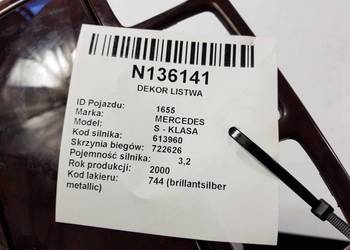 N136141
DEKOR LISTWA
ID Pojazdu: 1655
Marka: MERCEDES
Model: S - KLASA
Kod silnika: 613960
Skrzynia biegów: 722626
Pojemność silnika: 3,2
Rok produkcji: 2000
Kod lakieru: 744 (brillantsilber
metallic)